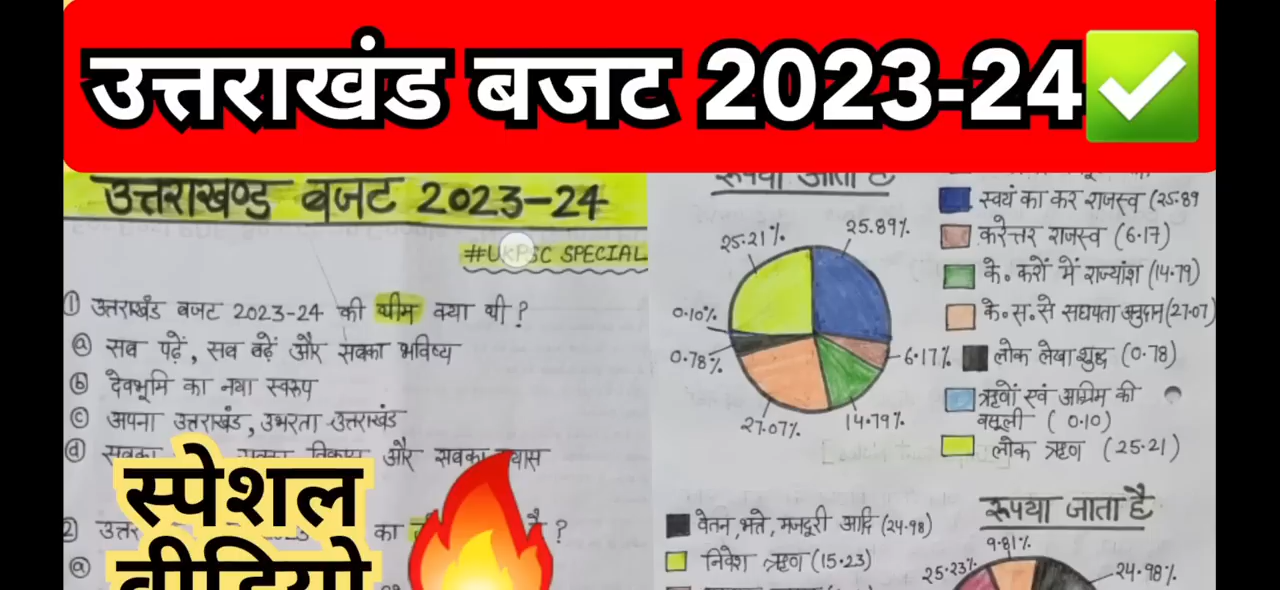 उत्तराखंड बजट 2023-24
उत्तराखण्ड बजट 2023-24
#UKPSC SPECIAL
① उत्तराखंड बजट 2023-24 की थीम क्या थी?
ⓐ सब पढ़ें, सब बढ़ें और सबका भविष्य
ⓑ देवभूमि का नया स्वरुप
ⓒ अपना उत्तराखंड, उभरता उत्तराखंड
ⓓ और सबका
स्पेशल
वीडियो
2 का ?
ⓐ
रूपया आता है
25.21% 25.89%
0.10%
0.78% 6.17%
27.07% 14.79%
स्वयं का कर राजस्व (25.89
करेत्तर राजस्व (6.17)
के० करों में राज्यांश (14.79)
के० स० से सहायता अनुदान (27.07)
लोक लेखा शुद्ध (0.78)
ऋणों एवं अग्रिम की
वसूली ( 0.10)
लोक ऋण (25.21)
रूपया जाता है
वेतन, भत्ते, मजदूरी आदि (24.98)
निवेश ऋण (15.23)
9.81%
25.23% 24.98%